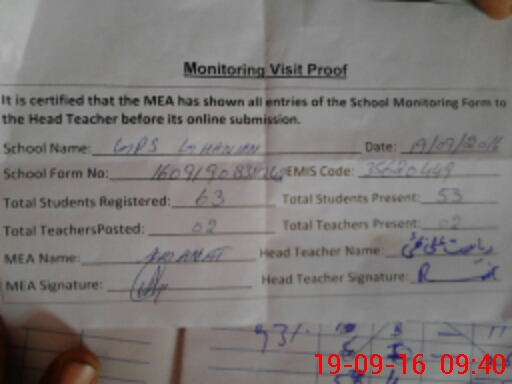 Monitoring Visit Proof
It is certified that the MEA has shown all entries of the School Monitoring Form to
the Head Teacher before its online submission.
School Name: GPS GHANIAN Date: 19/09/2016
School Form No: EMIS Code: 35620449
Total Students Registered: 63 Total Students Present: 53
Total TeachersPosted: 02 Total Teachers Present: 02
MEA Name: Head Teacher Name:
MEA Signature: Head Teacher Signature:
19-09-16 09:40